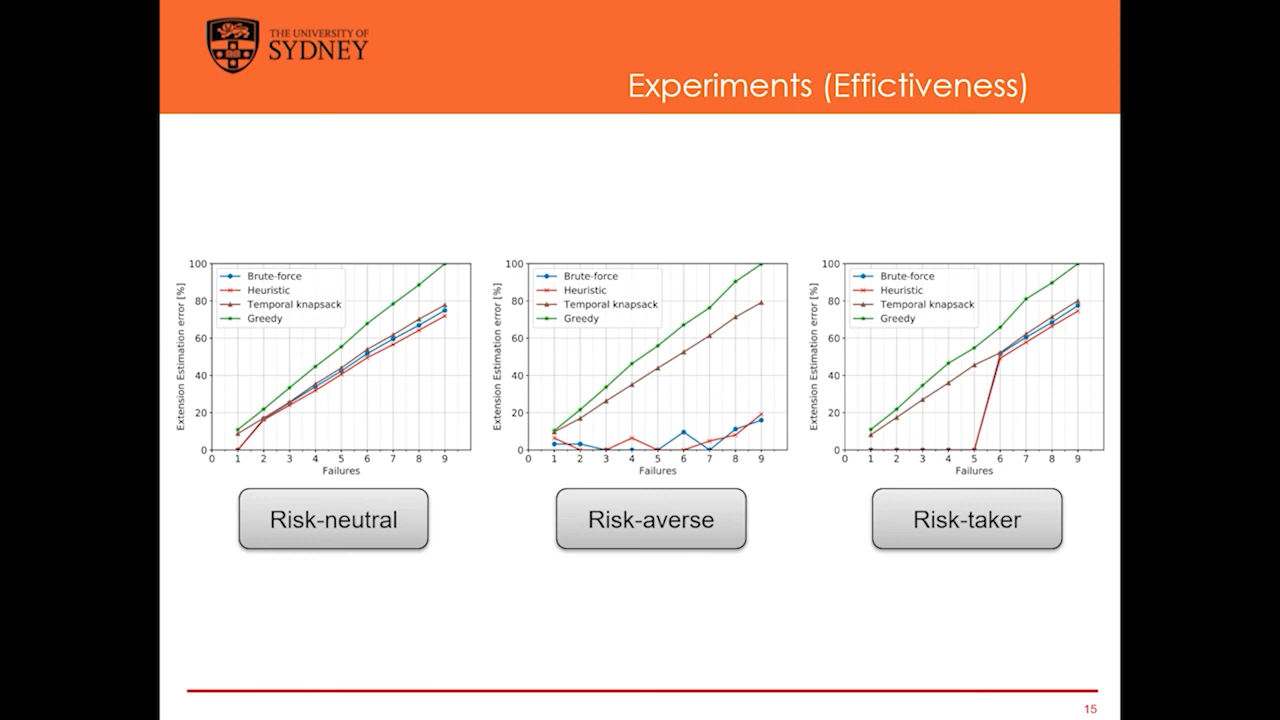 THE UNIVERSITY OF
SYDNEY
Experiments (Effictiveness)
Extension Estimation error [%]
100
80
60
40
20
0
Brute-force
Heuristic
Temporal knapsack
Greedy
0 1 2 3 4 5 6 7 8 9
Failures
Extension Estimation error [%]
100
80
60
40
20
0
Brute-force
Heuristic
Temporal knapsack
Greedy
0 1 2 3 4 5 6 7 8 9
Failures
Extension Estimation error [%]
100
80
60
40
20
0
Brute-force
Heuristic
Temporal knapsack
Greedy
0 1 2 3 4 5 6 7 8 9
Failures
Risk-neutral
Risk-averse
Risk-taker
15